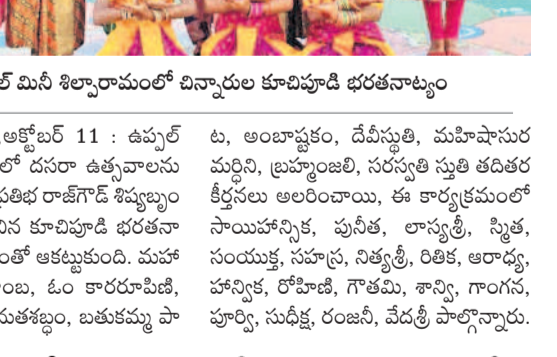 ల్ మినీ శిల్పారామంలో చిన్నారుల కూచిపూడి భరతనాట్యం
,అక్టోబర్ 11 : ఉప్పల్
లో దసరా ఉత్సవాలను
ప్రతిభ రాజ్‌గౌడ్ శిష్యబృం
చిన కూచిపూడి భరతనా
ంతో ఆకట్టుకుంది. మహా
ాంబ, ఓం కారరూపిణి,
నుతశబ్ధం, బతుకమ్మ పా
ట, అంబాష్టకం, దేవీస్థుతి, మహిషాసుర
మర్ధిని, బ్రహ్మంజలి, సరస్వతి స్తుతి తదితర
కీర్తనలు అలరించాయి, ఈ కార్యక్రమంలో
సాయిహాన్సిక, పునీత, లాస్యశ్రీ, స్మిత,
సంయుక్త, సహస్ర, నిత్యశ్రీ, రితిక, ఆరాధ్య,
హాన్విక, రోహిణి, గౌతమి, శాన్వి, గాంగన,
పూర్వి, సుధీక్ష, రంజనీ, వేదశ్రీ పాల్గొన్నారు.